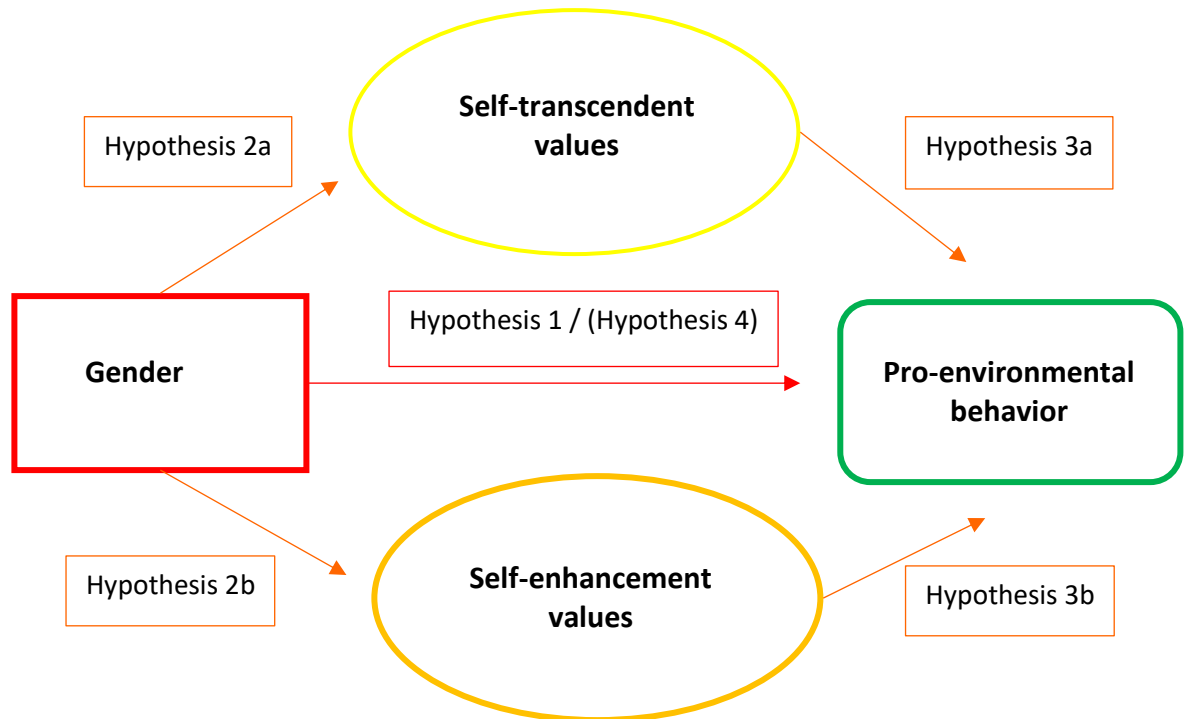 Self-transcendent
values
Hypothesis 2a
Hypothesis 3a
Hypothesis 1 / (Hypothesis 4)
Gender
Pro-environmental
behavior
Hypothesis 2b
Self-enhancement
values
Hypothesis 3b